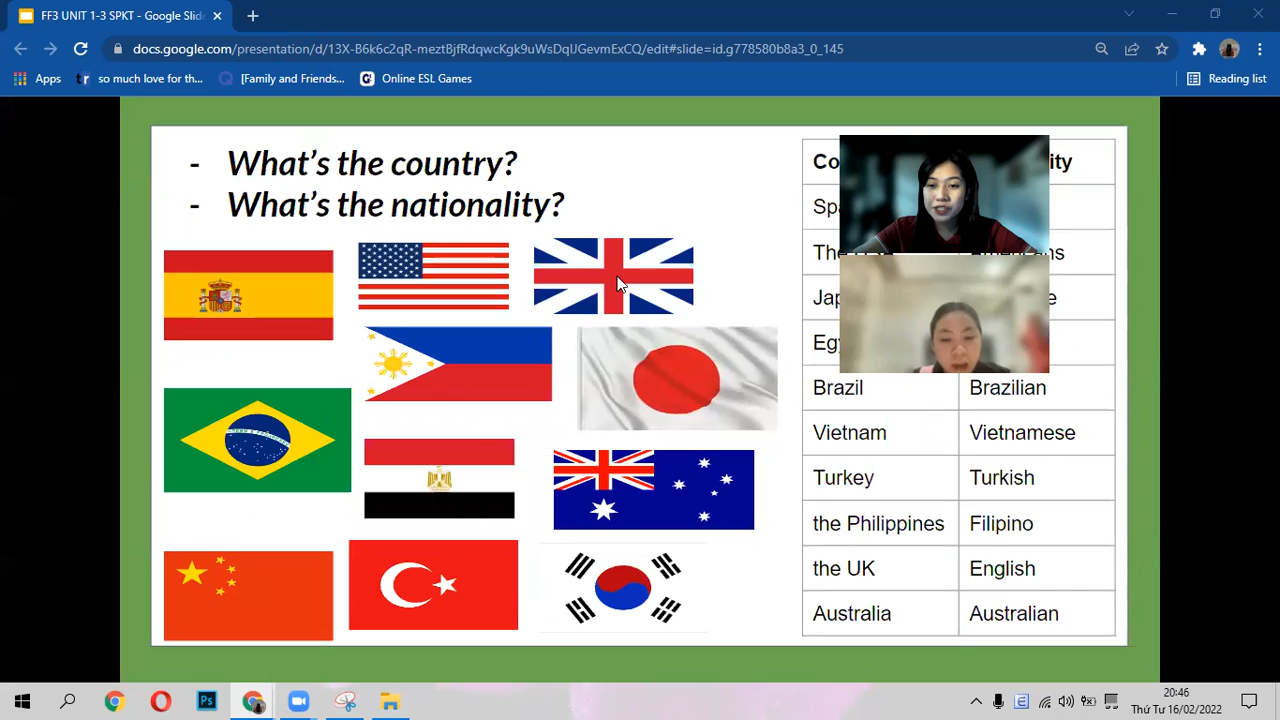 FF3 UNIT 1-3 SPKT - Google Slid
docs.google.com/presentation/d/13X-B6k6c2qR-meztBjfRdqwcKgk9uWsDqIJGevmExCQ/edit#slide=id.g778580b8a3_0_145
Apps so much love for th... [Family and Friends... Online ESL Games Reading list
- What's the country?
- What's the nationality?
Co ity
Spa
The
Jap e
Egy
Brazil Brazilian
Vietnam Vietnamese
Turkey Turkish
the Philippines Filipino
the UK English
Australia Australian
Ps
20:46
Thứ Tư 16/02/2022